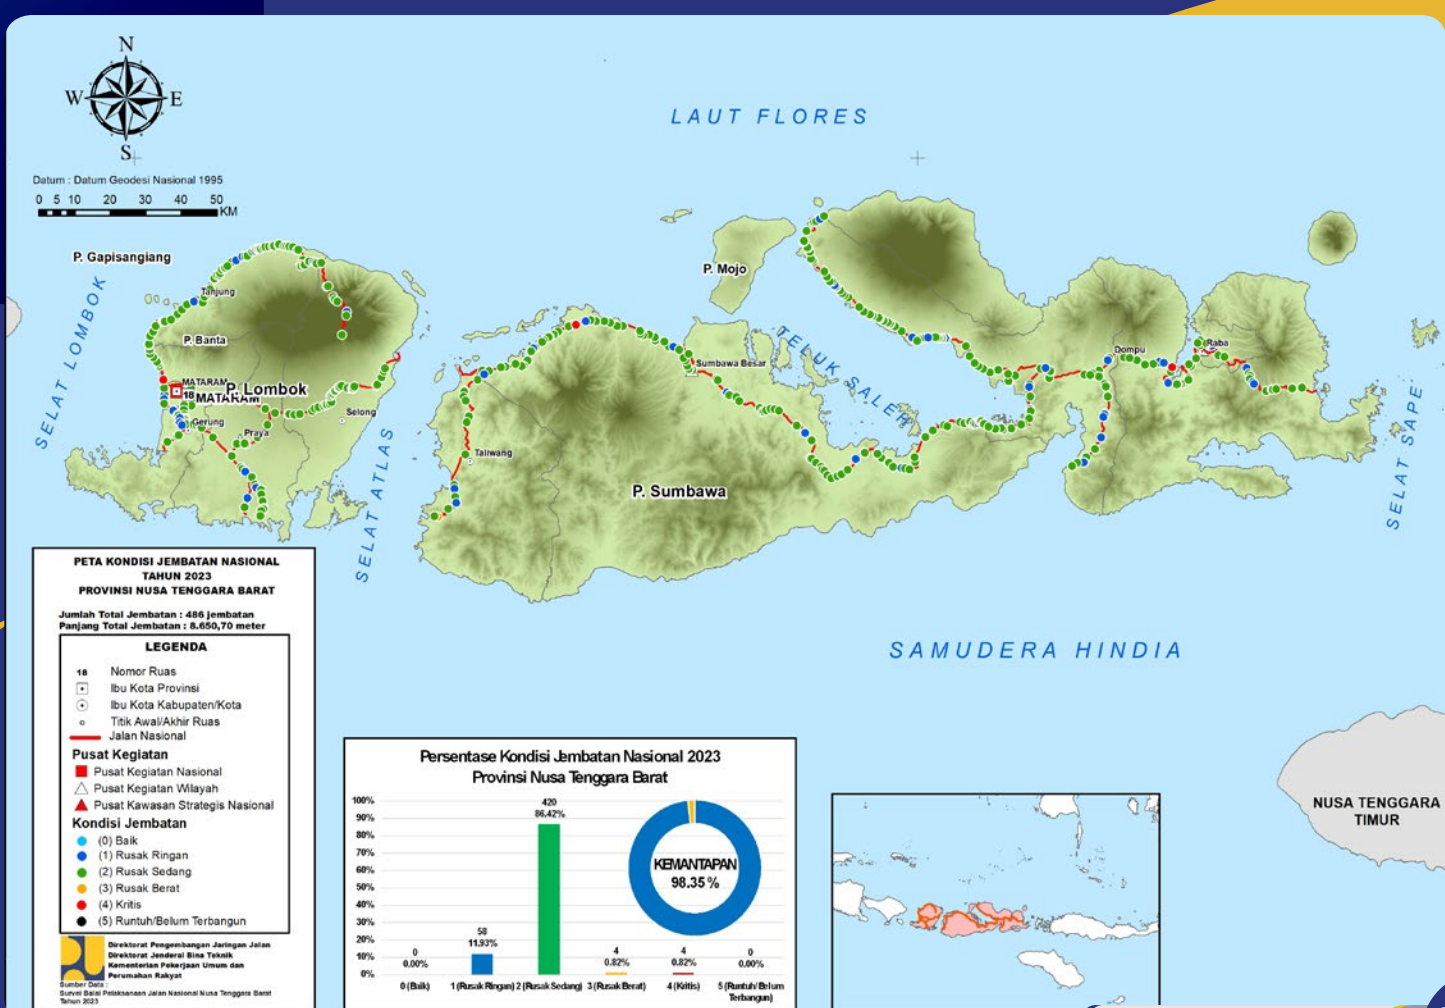 N
W E
S
Datum : Datum Geodesi Nasional 1995
0 5 10 20 30 40 50
KM
LAUT FLORES
P. Gapisangiang
SELAT LOMBOK
Tanjung
P. Banta
MATARAM
P. Lombok
18 MATARAM
Gerung
Praya
Selong
SELAT ATLAS
Taliwang
P. Mojo
Sumbawa Besar
TELUK SALEH
P. Sumbawa
Dompu
Raba
SELAT SAPE
SAMUDERA HINDIA
NUSA TENGGARA
TIMUR
PETA KONDISI JEMBATAN NASIONAL
TAHUN 2023
PROVINSI NUSA TENGGARA BARAT
Jumlah Total Jembatan : 486 jembatan
Panjang Total Jembatan : 8.650,70 meter
LEGENDA
18 Nomor Ruas
Ibu Kota Provinsi
Ibu Kota Kabupaten/Kota
Titik Awal/Akhir Ruas
Jalan Nasional
Pusat Kegiatan
Pusat Kegiatan Nasional
Pusat Kegiatan Wilayah
Pusat Kawasan Strategis Nasional
Kondisi Jembatan
(0) Baik
(1) Rusak Ringan
(2) Rusak Sedang
(3) Rusak Berat
(4) Kritis
(5) Runtuh/Belum Terbangun
Direktorat Pengembangan Jaringan Jalan
Direktorat Jenderal Bina Teknik
Kementerian Pekerjaan Umum dan
Perumahan Rakyat
Sumber Data :
Survei Balai Pelaksanaan Jalan Nasional Nusa Tenggara Barat
Tahun 2023
Persentase Kondisi Jembatan Nasional 2023
Provinsi Nusa Tenggara Barat
100%
90%
80%
70%
60%
50%
40%
30%
20%
10%
0%
0
0.00%
58
11.93%
420
86.42%
4
0.82%
4
0.82%
0
0.00%
KEMANTAPAN
98.35 %
0 (Baik) 1 (Rusak Ringan) 2 (Rusak Sedang) 3 (Rusak Berat) 4 (Kritis) 5 (Runtuh/Belum
Terbangun)